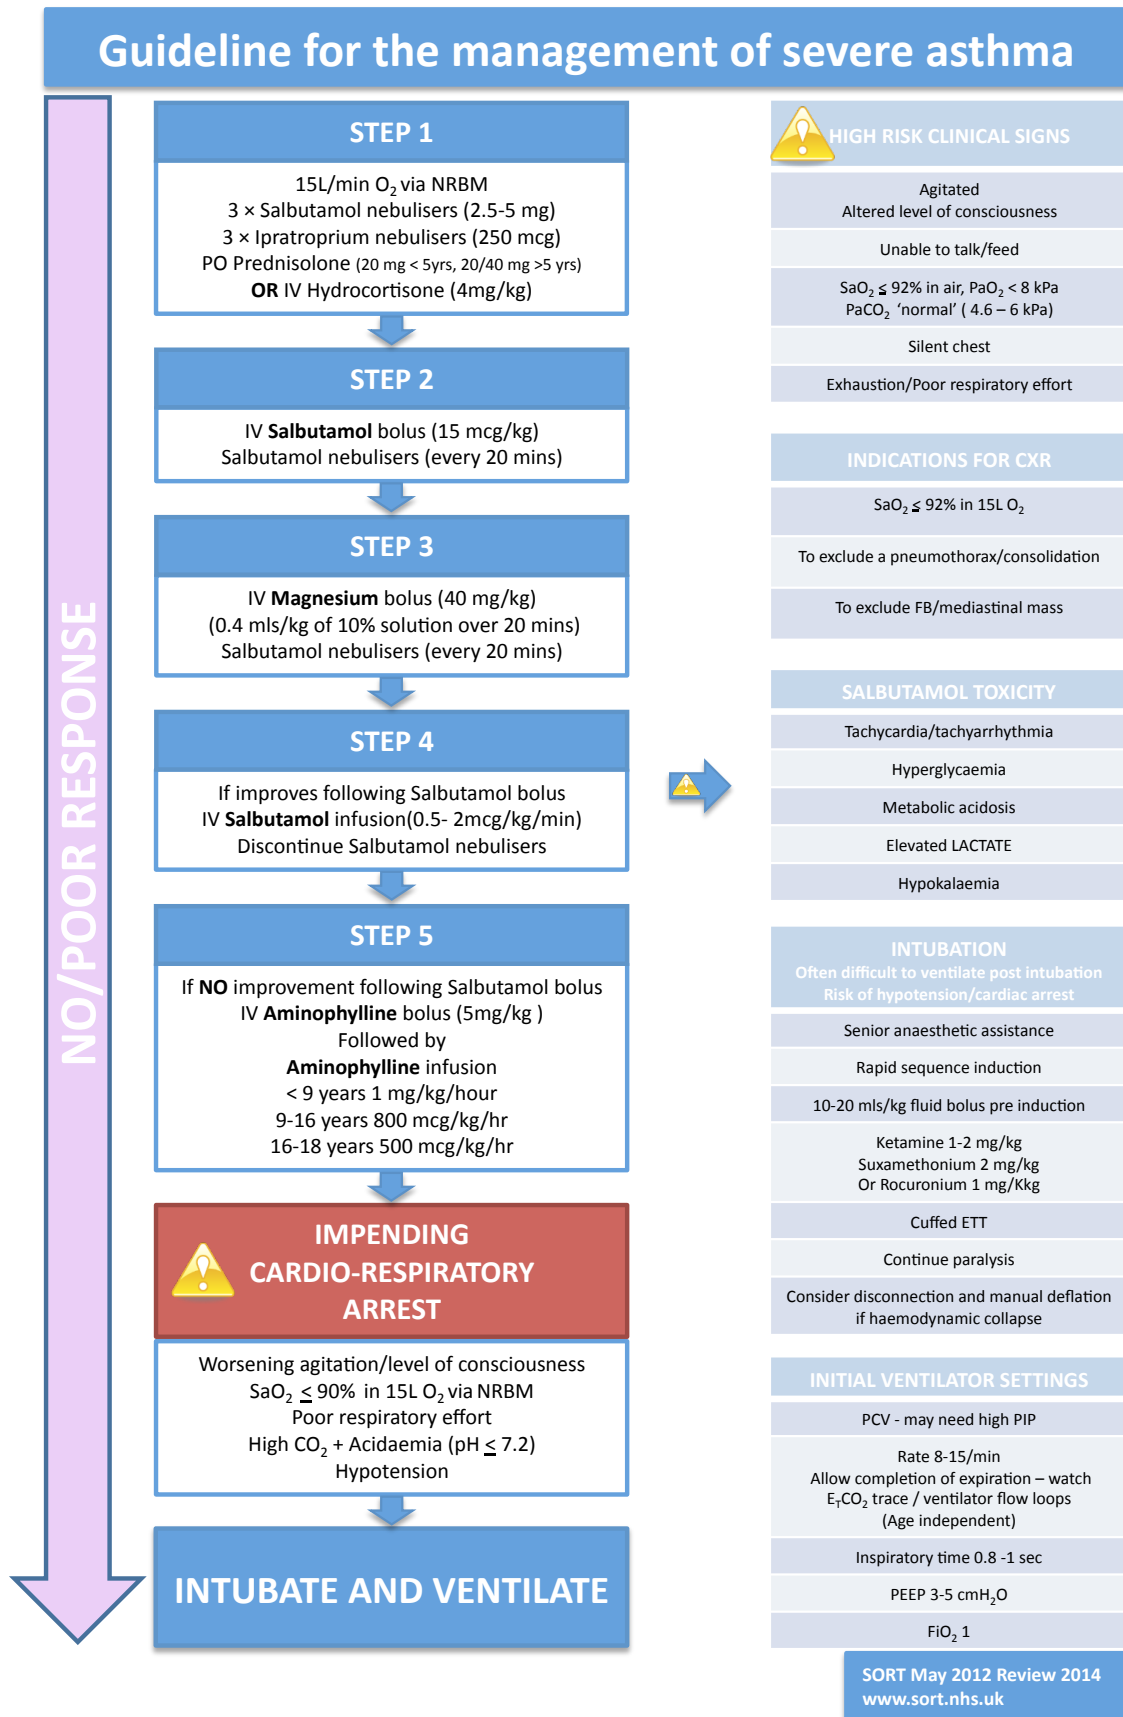 Guideline for the management of severe asthma
NO/POOR RESPONSE
STEP 1
15L/min O₂ via NRBM
3 × Salbutamol nebulisers (2.5-5 mg)
3 × Ipratroprium nebulisers (250 mcg)
PO Prednisolone (20 mg < 5yrs, 20/40 mg >5 yrs)
OR IV Hydrocortisone (4mg/kg)
STEP 2
IV Salbutamol bolus (15 mcg/kg)
Salbutamol nebulisers (every 20 mins)
STEP 3
IV Magnesium bolus (40 mg/kg)
(0.4 mls/kg of 10% solution over 20 mins)
Salbutamol nebulisers (every 20 mins)
STEP 4
If improves following Salbutamol bolus
IV Salbutamol infusion(0.5- 2mcg/kg/min)
Discontinue Salbutamol nebulisers
STEP 5
If NO improvement following Salbutamol bolus
IV Aminophylline bolus (5mg/kg )
Followed by
Aminophylline infusion
< 9 years 1 mg/kg/hour
9-16 years 800 mcg/kg/hr
16-18 years 500 mcg/kg/hr
IMPENDING
CARDIO-RESPIRATORY
ARREST
Worsening agitation/level of consciousness
SaO₂ ≤ 90% in 15L O₂ via NRBM
Poor respiratory effort
High CO₂ + Acidaemia (pH ≤ 7.2)
Hypotension
INTUBATE AND VENTILATE
HIGH RISK CLINICAL SIGNS
Agitated
Altered level of consciousness
Unable to talk/feed
SaO₂ ≤ 92% in air, PaO₂ < 8 kPa
PaCO₂ ‘normal’ ( 4.6 – 6 kPa)
Silent chest
Exhaustion/Poor respiratory effort
INDICATIONS FOR CXR
SaO₂ ≤ 92% in 15L O₂
To exclude a pneumothorax/consolidation
To exclude FB/mediastinal mass
SALBUTAMOL TOXICITY
Tachycardia/tachyarrhythmia
Hyperglycaemia
Metabolic acidosis
Elevated LACTATE
Hypokalaemia
INTUBATION
Often difficult to ventilate post intubation
Risk of hypotension/cardiac arrest
Senior anaesthetic assistance
Rapid sequence induction
10-20 mls/kg fluid bolus pre induction
Ketamine 1-2 mg/kg
Suxamethonium 2 mg/kg
Or Rocuronium 1 mg/Kkg
Cuffed ETT
Continue paralysis
Consider disconnection and manual deflation
if haemodynamic collapse
INITIAL VENTILATOR SETTINGS
PCV - may need high PIP
Rate 8-15/min
Allow completion of expiration – watch
EₜCO₂ trace / ventilator flow loops
(Age independent)
Inspiratory time 0.8 -1 sec
PEEP 3-5 cmH₂O
FiO₂ 1
SORT May 2012 Review 2014
www.sort.nhs.uk